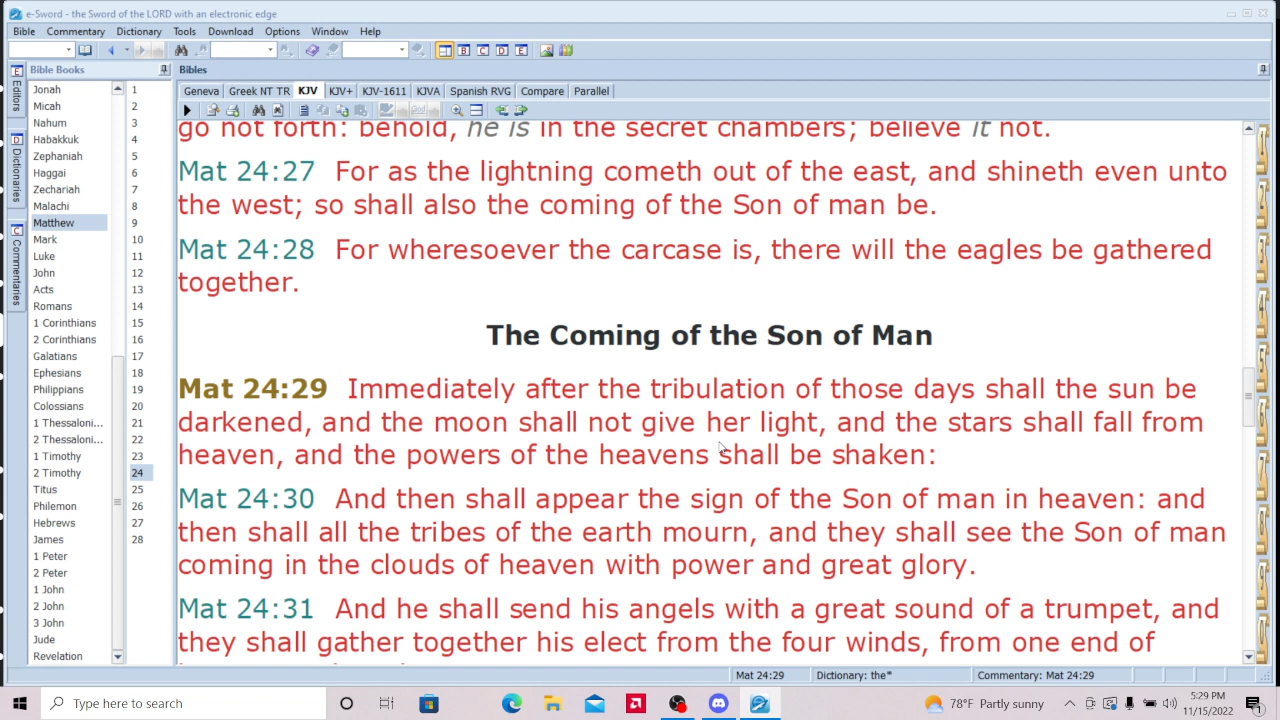 e-Sword - the Sword of the LORD with an electronic edge
Bible Commentary Dictionary Tools Download Options Window Help
Bible Books
Bibles
Editors
Dictionaries
Commentaries
Jonah
Micah
Nahum
Habakkuk
Zephaniah
Haggai
Zechariah
Malachi
Matthew
Mark
Luke
John
Acts
Romans
1 Corinthians
2 Corinthians
Galatians
Ephesians
Philippians
Colossians
1 Thessalonians...
2 Thessaloni...
1 Timothy
2 Timothy
Titus
Philemon
Hebrews
James
1 Peter
2 Peter
1 John
2 John
3 John
Jude
Revelation
1
2
3
4
5
6
7
8
9
10
11
12
13
14
15
16
17
18
19
20
21
22
23
24
25
26
27
28
Geneva Greek NT TR KJV KJV+ KJV-1611 KJVA Spanish RVG Compare Parallel
go not forth: behold, he is in the secret chambers; believe it not.
Mat 24:27 For as the lightning cometh out of the east, and shineth even unto
the west; so shall also the coming of the Son of man be.
Mat 24:28 For wheresoever the carcase is, there will the eagles be gathered
together.
The Coming of the Son of Man
Mat 24:29 Immediately after the tribulation of those days shall the sun be
darkened, and the moon shall not give her light, and the stars shall fall from
heaven, and the powers of the heavens shall be shaken:
Mat 24:30 And then shall appear the sign of the Son of man in heaven: and
then shall all the tribes of the earth mourn, and they shall see the Son of man
coming in the clouds of heaven with power and great glory.
Mat 24:31 And he shall send his angels with a great sound of a trumpet, and
they shall gather together his elect from the four winds, from one end of
Mat 24:29 Dictionary: the* Commentary: Mat 24:29
Type here to search
78°F Partly sunny
5:29 PM
11/15/2022